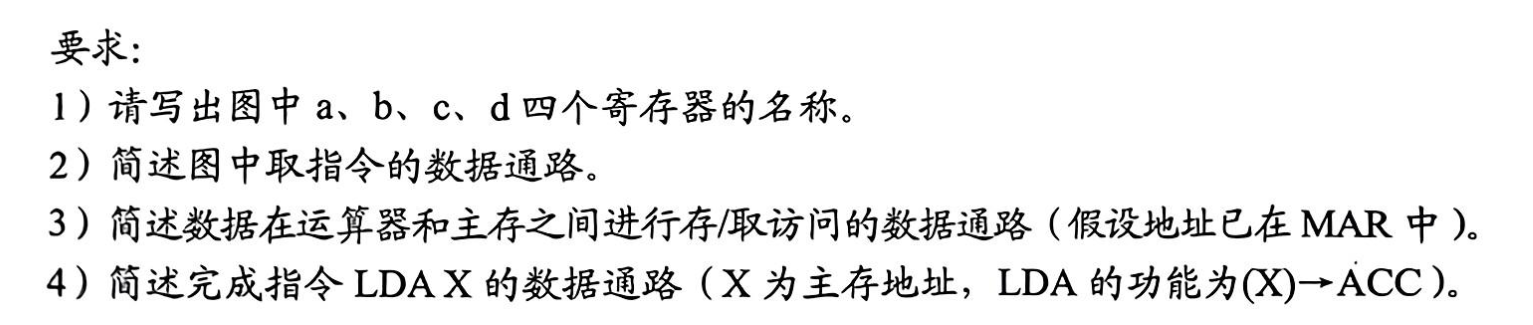 要求:
1）请写出图中 a、b、c、d 四个寄存器的名称。
2）简述图中取指令的数据通路。
3）简述数据在运算器和主存之间进行存/取访问的数据通路（假设地址已在 MAR 中）。
4）简述完成指令 LDA X 的数据通路（X 为主存地址，LDA 的功能为(X)→ACC）。